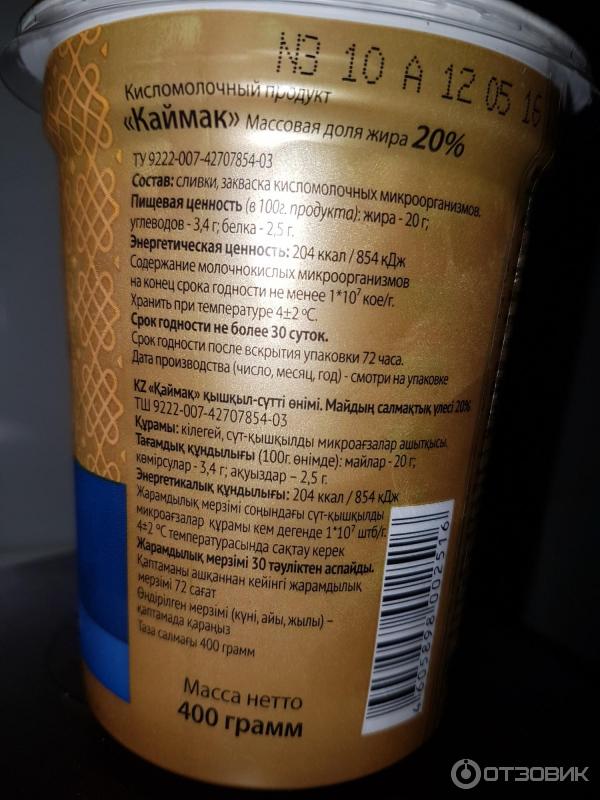 N3 10 А 12 05 16
Кисломолочный продукт
«Каймак» Массовая доля жира 20%
ТУ 9222-007-42707854-03
Состав: сливки, закваска кисломолочных микроорганизмов.
Пищевая ценность (в 100г. продукта): жира - 20 г;
углеводов - 3,4 г; белка - 2,5 г.
Энергетическая ценность: 204 ккал / 854 кДж
Содержание молочнокислых микроорганизмов
на конец срока годности не менее 1*10⁷ кое/г.
Хранить при температуре 4±2 ºС.
Срок годности не более 30 суток.
Срок годности после вскрытия упаковки 72 часа.
Дата производства (число, месяц, год) - смотри на упаковке
KZ «Қаймақ» қышқыл-сүтті өнімі. Майдың салмақтық үлесі 20%
ТШ 9222-007-42707854-03
Құрамы: кілегей, сүт-қышқылды микроағзалар ашытқысы.
Тағамдық құндылығы (100г. өнімде): майлар - 20 г;
көмірсулар - 3,4 г; ақуыздар – 2,5 г.
Энергетикалық құндылығы: 204 ккал / 854 кДж
Жарамдылық мерзімі соңындағы сүт-қышқылды
микроағзалар құрамы кем дегенде 1*10⁷ штб/г.
4±2 ºС температурасында сақтау керек
Жарамдылық мерзімі 30 тәуліктен аспайды.
Қаптаманы ашқаннан кейінгі жарамдылық
мерзімі 72 сағат
Өндірілген мерзімі (күні, айы, жылы) –
қаптамада қараңыз
Таза салмағы 400 грамм
Масса нетто
400 грамм
4 605898 002516
ОТЗОВИК